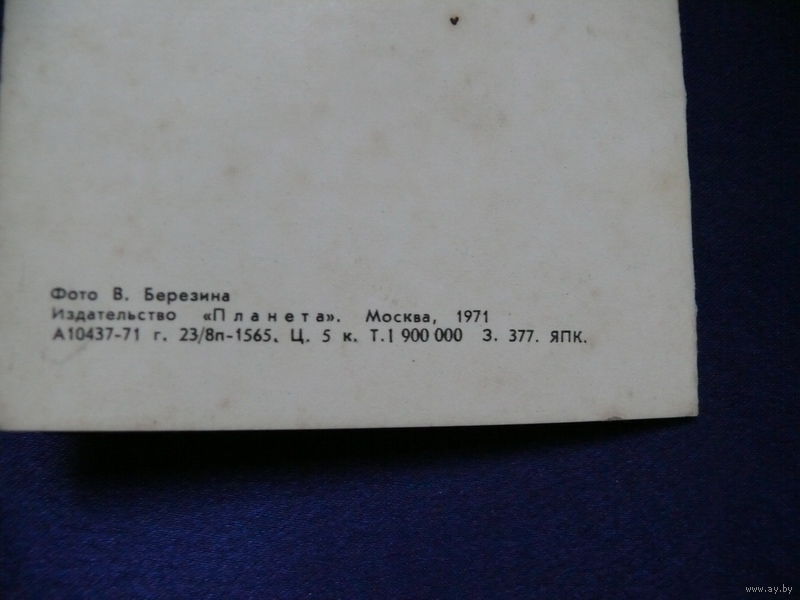 Фото В. Березина
Издательство «Планета». Москва, 1971
А10437-71 г. 23/8п-1565. Ц. 5 к. Т.1 900 000 З. 377. ЯПК.
www.ay.by